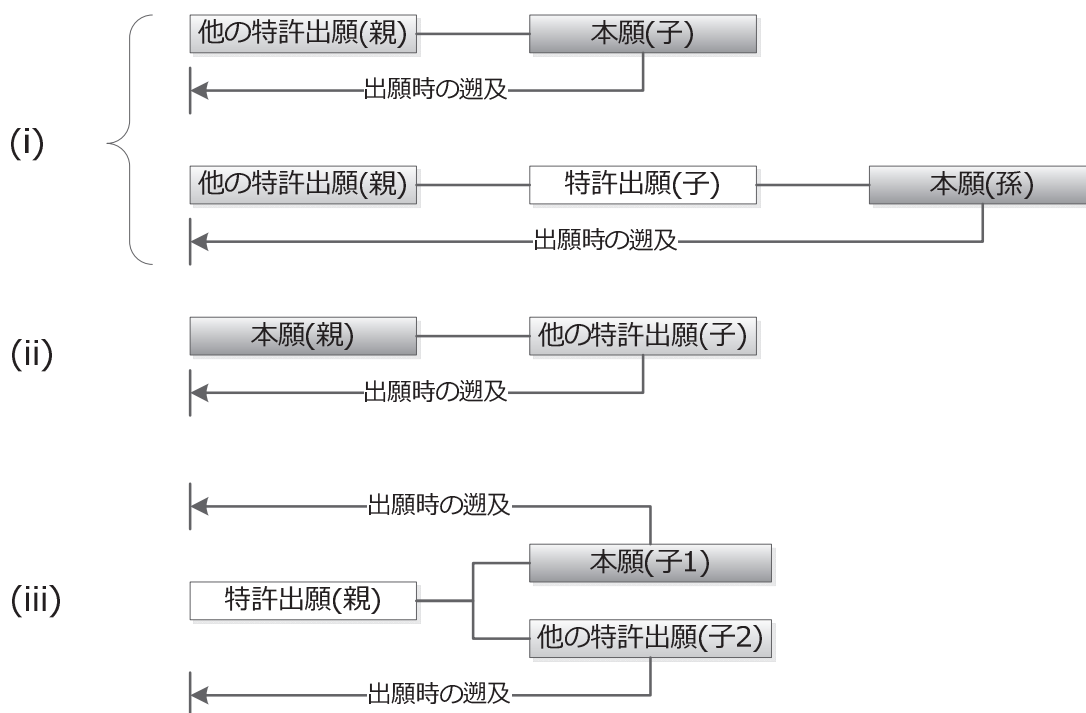 他の特許出願(親)
本願(子)
出願時の遡及
(i)
他の特許出願(親)
特許出願(子)
本願(孫)
出願時の遡及
(ii)
本願(親)
他の特許出願(子)
出願時の遡及
出願時の遡及
本願(子1)
(iii)
特許出願(親)
他の特許出願(子2)
出願時の遡及